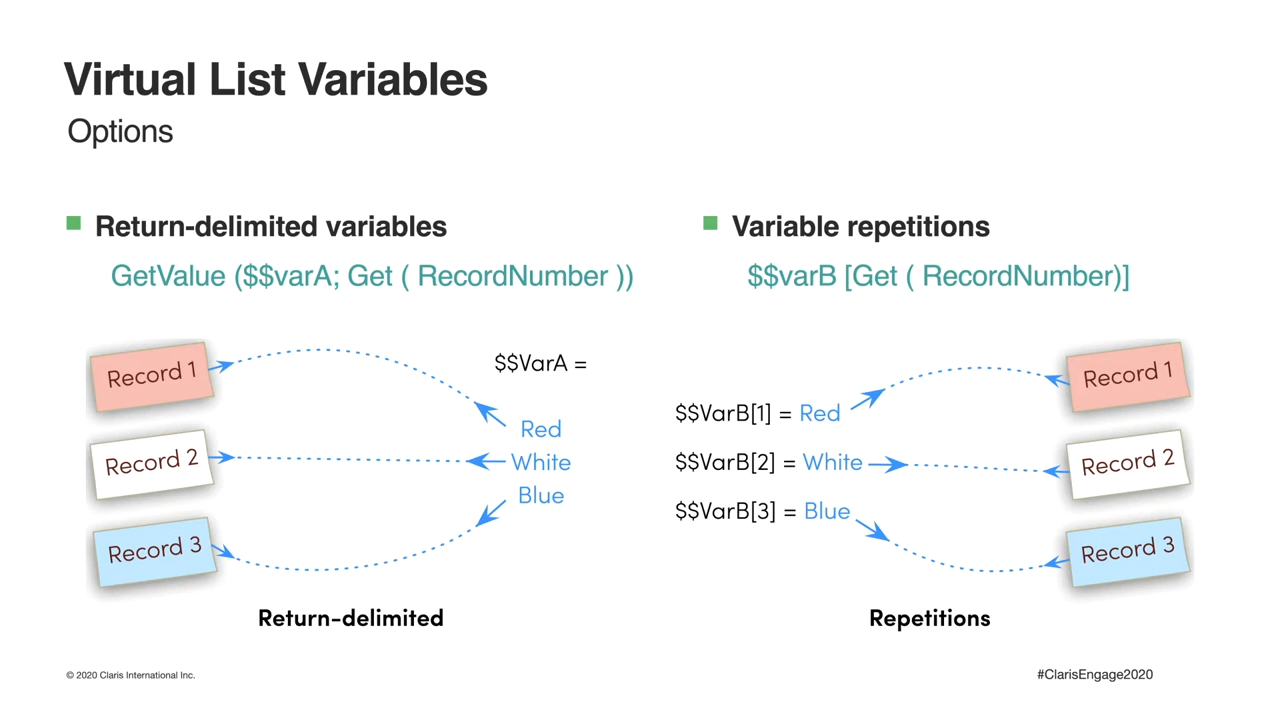 Virtual List Variables
Options
Return-delimited variables
GetValue ($$varA; Get ( RecordNumber ))
Record 1
Record 2
Record 3
$$VarA =
Red
White
Blue
Return-delimited
Variable repetitions
$$varB [Get ( RecordNumber)]
$$VarB[1] = Red
$$VarB[2] = White
$$VarB[3] = Blue
Record 1
Record 2
Record 3
Repetitions
© 2020 Claris International Inc.
#ClarisEngage2020